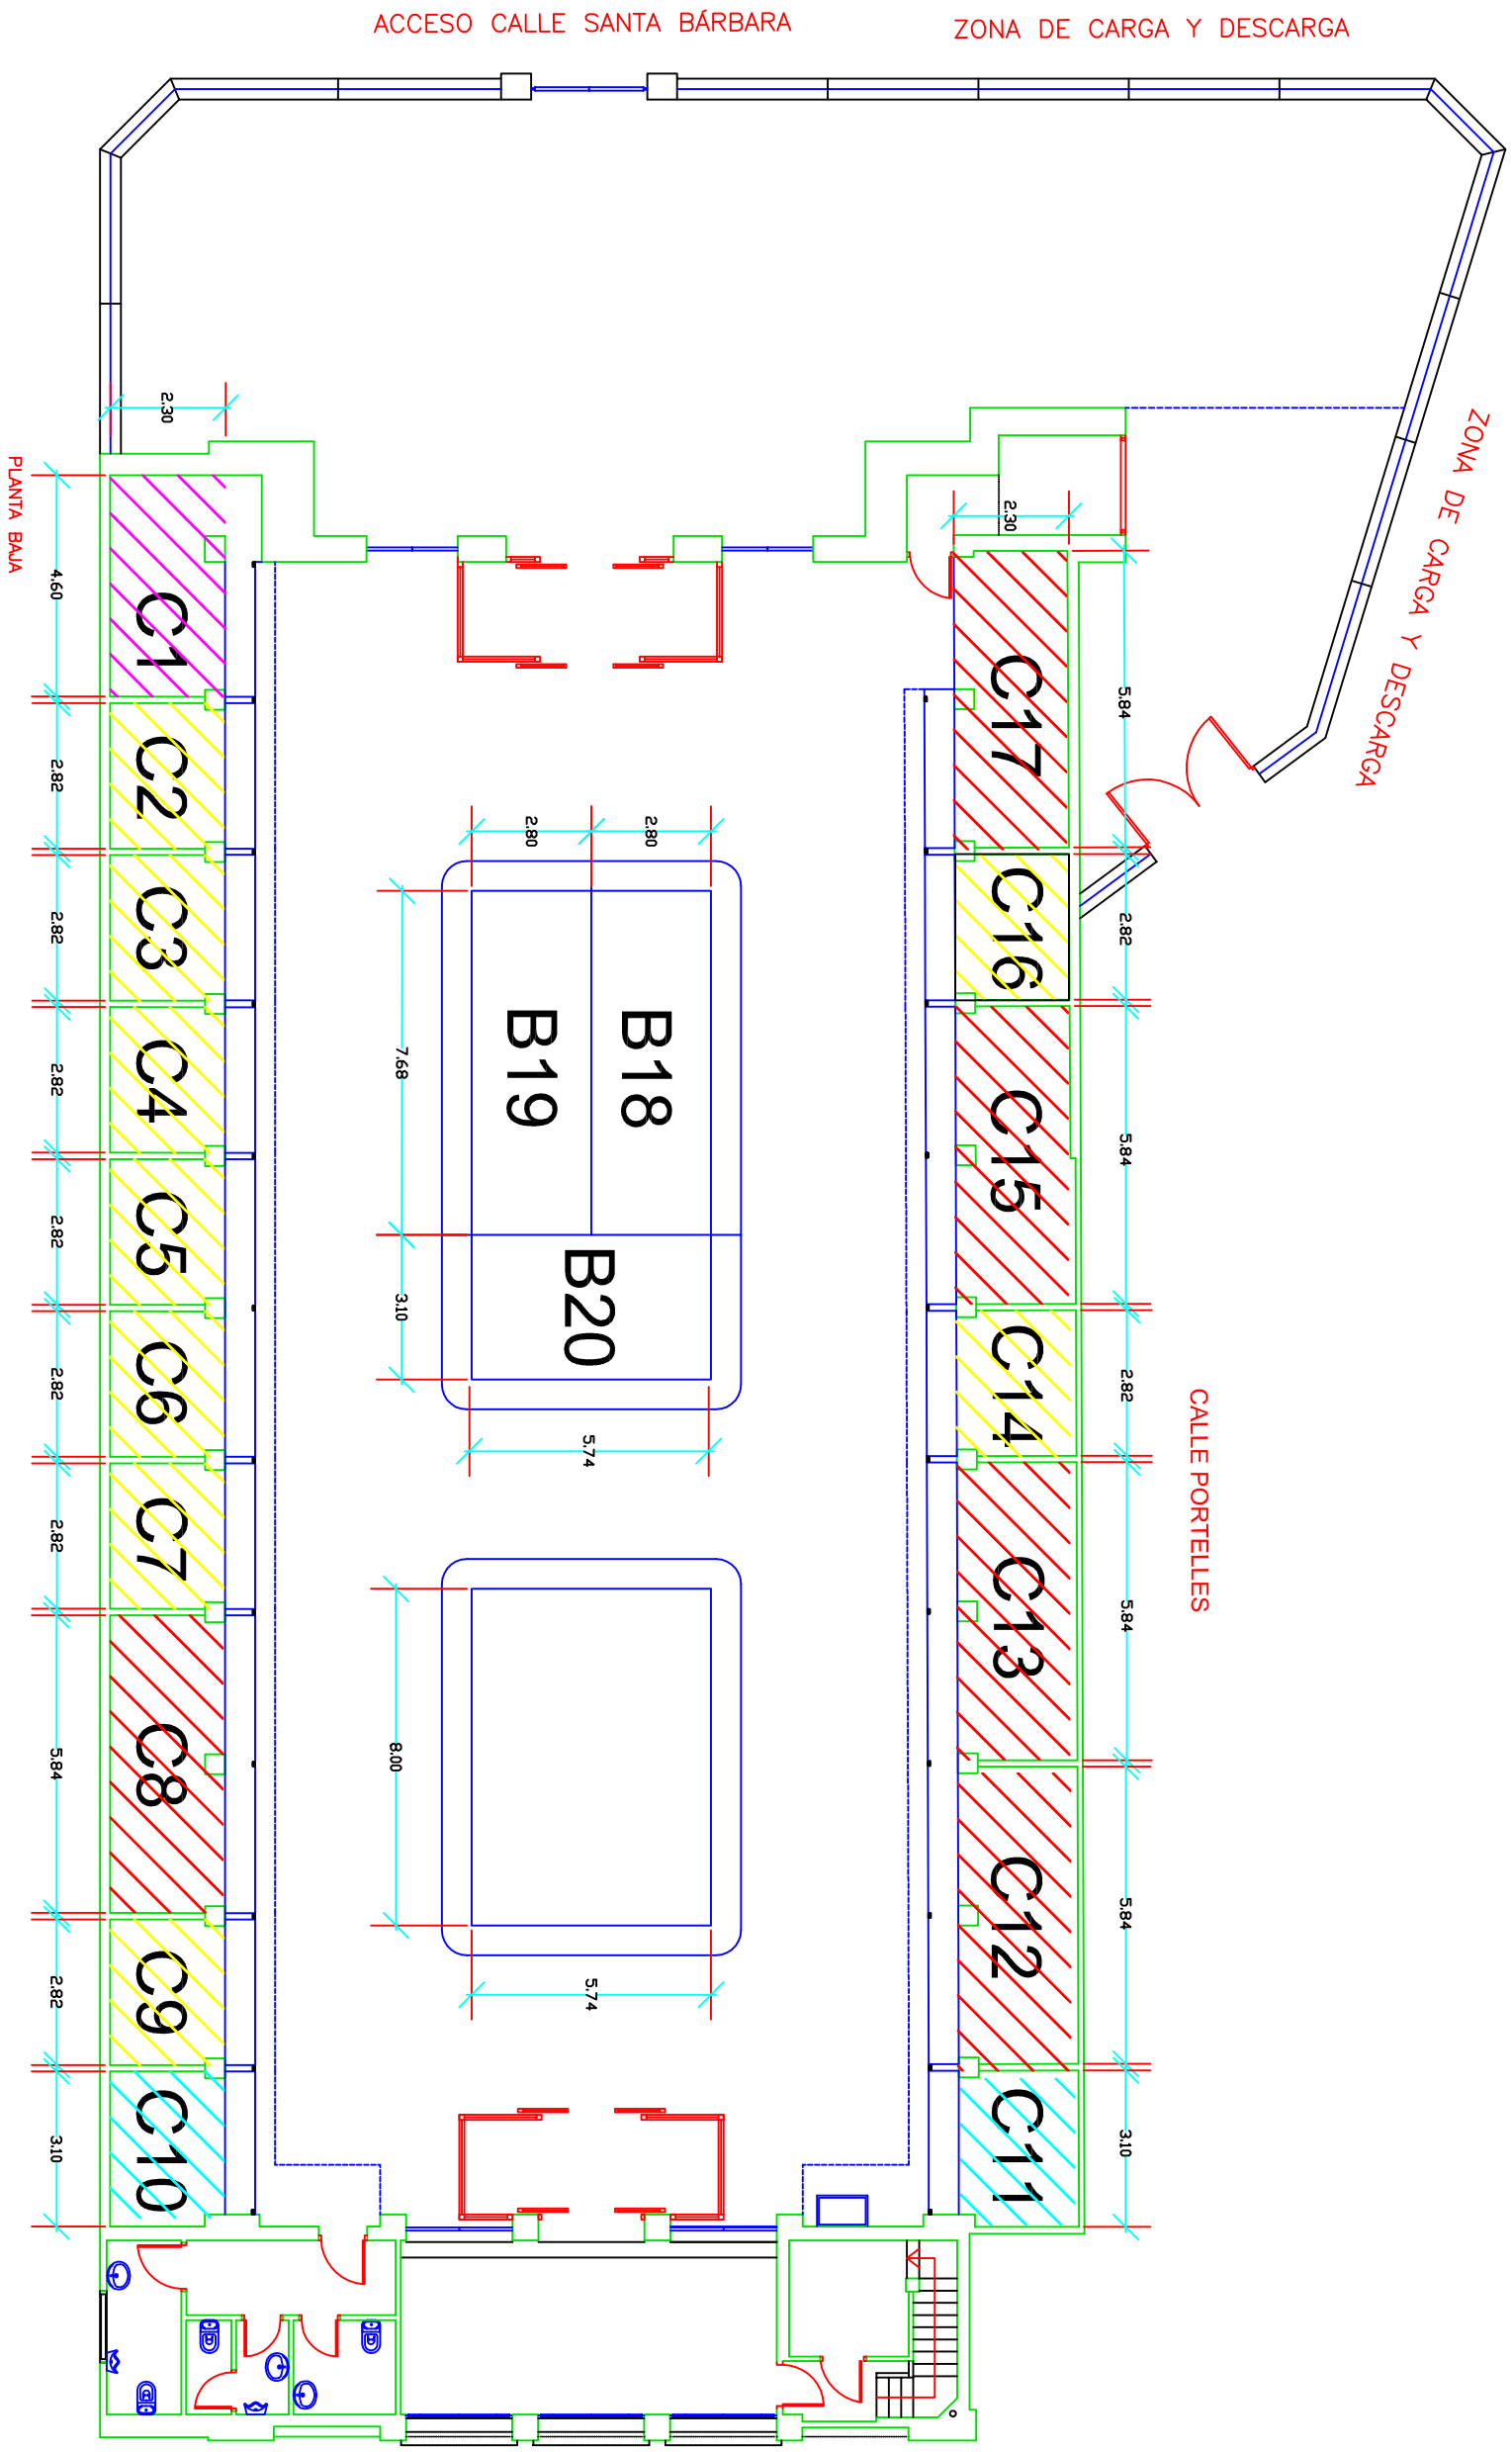 ACCESO CALLE SANTA BÁRBARA
ZONA DE CARGA Y DESCARGA
ZONA DE CARGA Y DESCARGA
CALLE PORTELLES
PLANTA BAJA
2.30
2.30
C1
4.60
C2
2.82
C3
2.82
C4
2.82
C5
2.82
C6
2.82
C7
2.82
C8
5.84
C9
2.82
C10
3.10
C17
5.84
C16
2.82
C15
5.84
C14
2.82
C13
5.84
C12
5.84
C11
3.10
2.80
2.80
B19
B18
7.68
B20
3.10
5.74
8.00
5.74